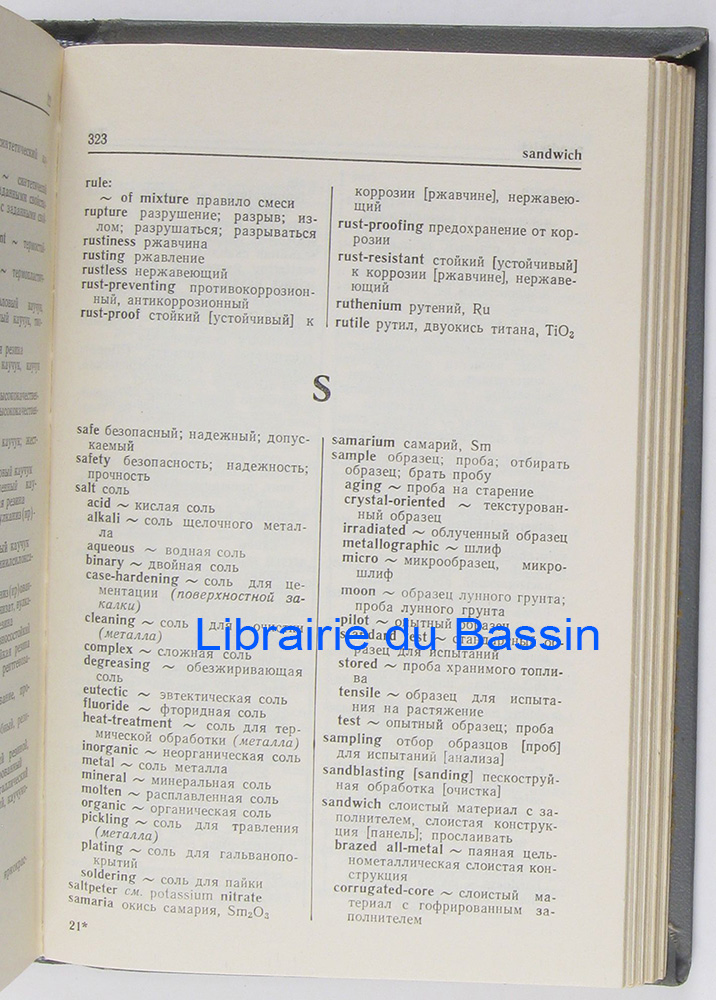 323
sandwich
rule:
~ of mixture правило смеси
rupture разрушение; разрыв; из-
лом; разрушаться; разрываться
rustiness ржавчина
rusting ржавление
rustless нержавеющий
rust-preventing противокоррозион-
ный, антикоррозионный
rust-proof стойкий [устойчивый] к
коррозии [ржавчине], нержавею-
щий
rust-proofing предохранение от кор-
розии
rust-resistant стойкий [устойчивый]
к коррозии [ржавчине], нержаве-
ющий
ruthenium рутений, Ru
rutile рутил, двуокись титана, TiO₂
S
safe безопасный; надежный; допус-
каемый
safety безопасность; надежность;
прочность
salt соль
acid ~ кислая соль
alkali ~ соль щелочного метал-
ла
aqueous ~ водная соль
binary ~ двойная соль
case-hardening ~ соль для це-
ментации (поверхностной за-
калки)
cleaning ~ соль для очистки
(металла)
complex ~ сложная соль
degreasing ~ обезжиривающая
соль
eutectic ~ эвтектическая соль
fluoride ~ фторидная соль
heat-treatment ~ соль для тер-
мической обработки (металла)
inorganic ~ неорганическая соль
metal ~ соль металла
mineral ~ минеральная соль
molten ~ расплавленная соль
organic ~ органическая соль
pickling ~ соль для травления
(металла)
plating ~ соль для гальванопо-
крытий
soldering ~ соль для пайки
saltpeter см. potassium nitrate
samaria окись самария, Sm₂O₃
21*
samarium самарий, Sm
sample образец; проба; отбирать
образец; брать пробу
aging ~ проба на старение
crystal-oriented ~ текстурован-
ный образец
irradiated ~ облученный образец
metallographic ~ шлиф
micro ~ микрообразец, микро-
шлиф
moon ~ образец лунного грунта;
проба лунного грунта
pilot ~ опытный образец
standard test ~ стандартный об-
разец для испытаний
stored ~ проба хранимого топли-
ва
tensile ~ образец для испыта-
ния на растяжение
test ~ опытный образец; проба
sampling отбор образцов [проб]
для испытаний [анализа]
sandblasting [sanding] пескоструй-
ная обработка [очистка]
sandwich слоистый материал с за-
полнителем, слоистая конструк-
ция [панель]; прослаивать
brazed all-metal ~ паяная цель-
нометаллическая слоистая кон-
струкция
corrugated-core ~ слоистый ма-
териал с гофрированным за-
полнителем
Librairie du Bassin